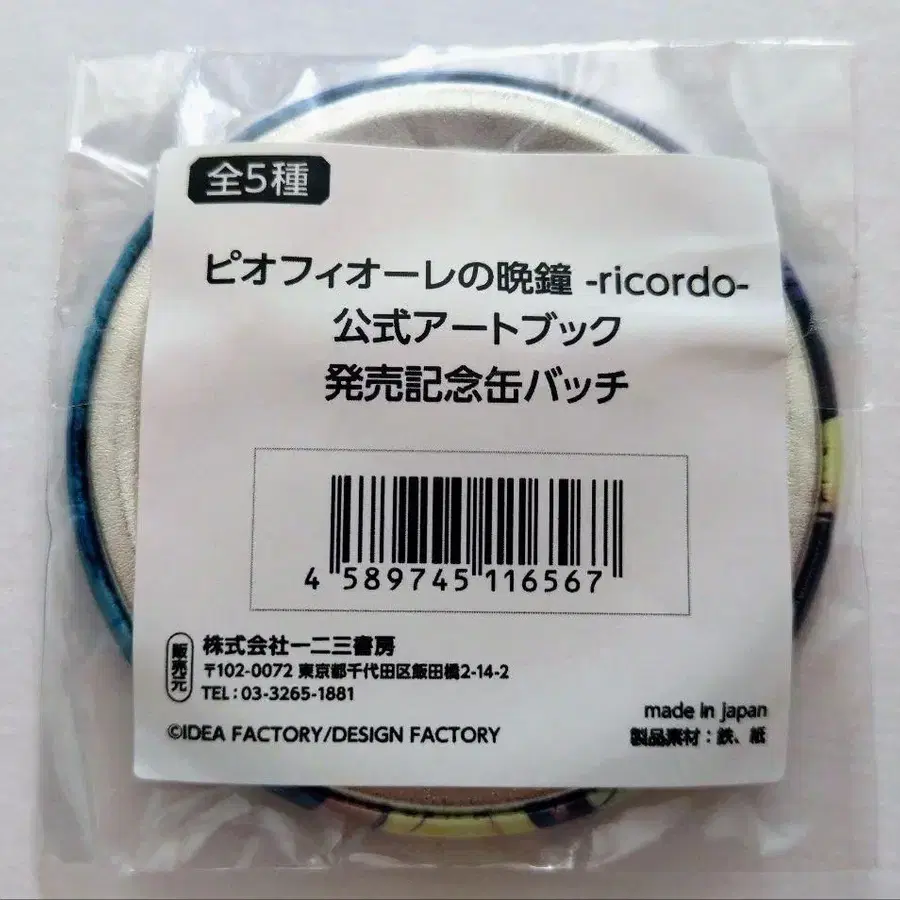 全5種
ピオフィオーレの晩鐘 -ricordo-
公式アートブック
発売記念缶バッチ
4 589745 116567
販売元
株式会社一二三書房
〒102-0072 東京都千代田区飯田橋2-14-2
TEL：03-3265-1881
©IDEA FACTORY/DESIGN FACTORY
made in japan
製品素材：鉄、紙